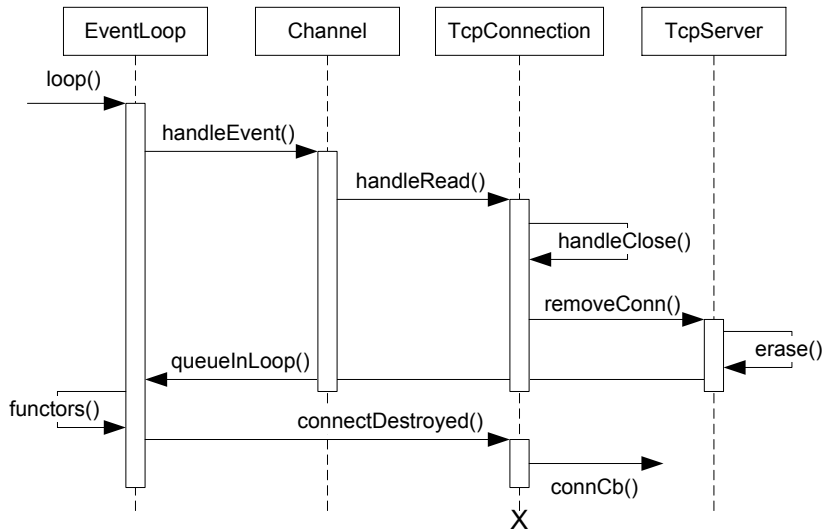 EventLoop
Channel
TcpConnection
TcpServer
loop()
handleEvent()
handleRead()
handleClose()
removeConn()
erase()
queueInLoop()
functors()
connectDestroyed()
connCb()
X